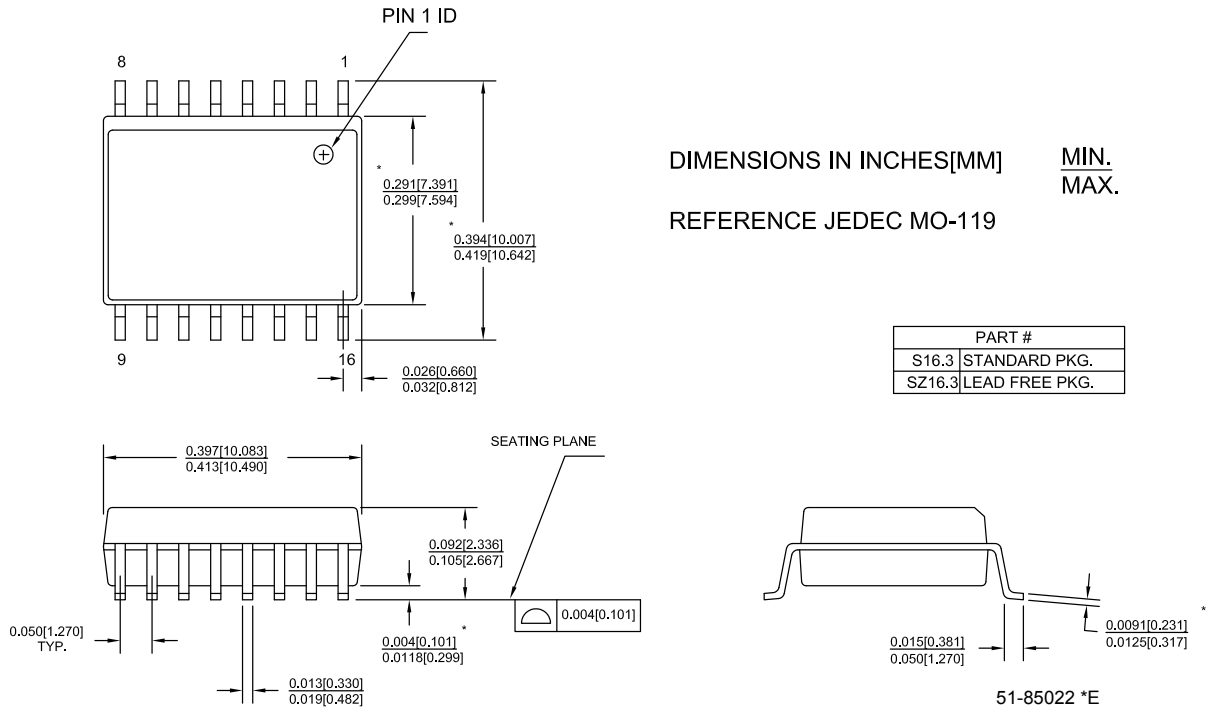 PIN 1 ID
8
1
*
0.291[7.391]
0.299[7.594]
*
0.394[10.007]
0.419[10.642]
9
16
0.026[0.660]
0.032[0.812]
DIMENSIONS IN INCHES[MM]
MIN.
MAX.
REFERENCE JEDEC MO-119
PART #
S16.3 STANDARD PKG.
SZ16.3 LEAD FREE PKG.
0.397[10.083]
0.413[10.490]
SEATING PLANE
0.092[2.336]
0.105[2.667]
0.004[0.101]
0.050[1.270]
TYP.
*
0.004[0.101]
0.0118[0.299]
0.013[0.330]
0.019[0.482]
0.015[0.381]
0.050[1.270]
*
0.0091[0.231]
0.0125[0.317]
51-85022 *E